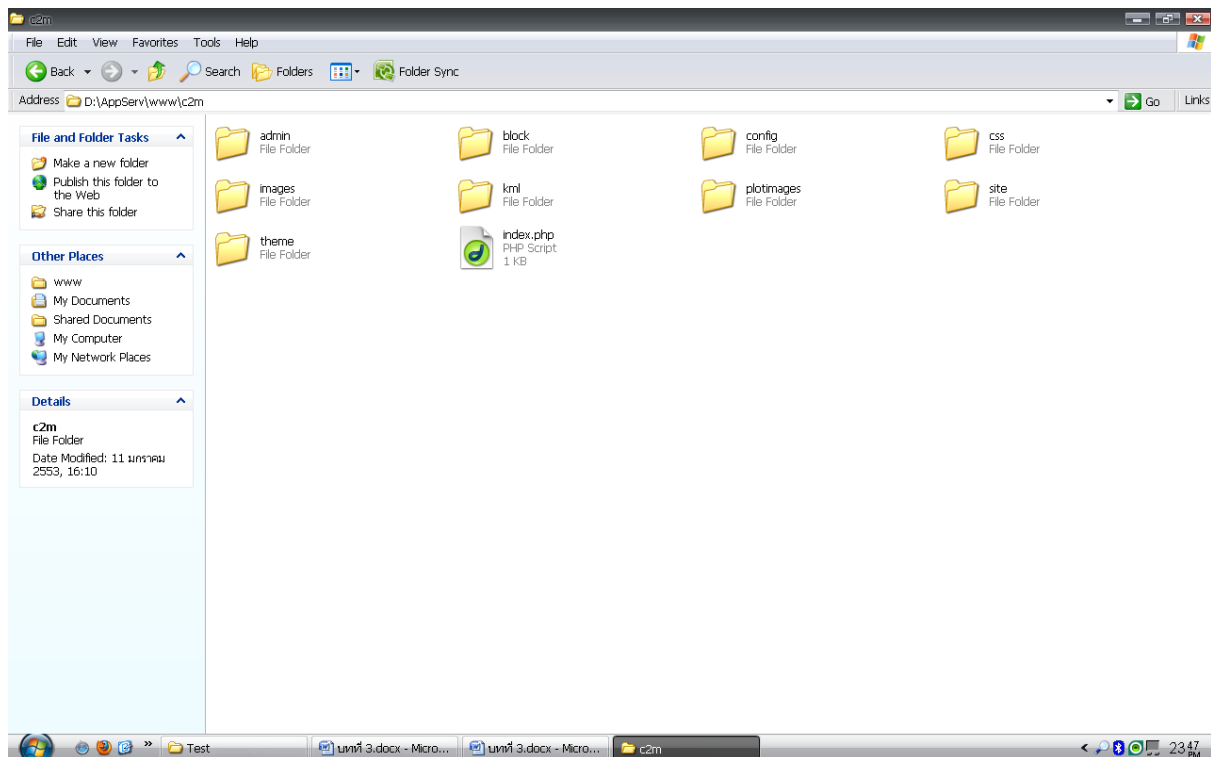 c2m
File Edit View Favorites Tools Help
Back Search Folders Folder Sync
Address D:\AppServ\www\c2m Go Links
File and Folder Tasks
Make a new folder
Publish this folder to
the Web
Share this folder
Other Places
www
My Documents
Shared Documents
My Computer
My Network Places
Details
c2m
File Folder
Date Modified: 11 มกราคม
2553, 16:10
admin
File Folder
block
File Folder
config
File Folder
css
File Folder
images
File Folder
kml
File Folder
plotimages
File Folder
site
File Folder
theme
File Folder
index.php
PHP Script
1 KB
Test
บทที่ 3.docx - Micro...
บทที่ 3.docx - Micro...
c2m
23 47
PM